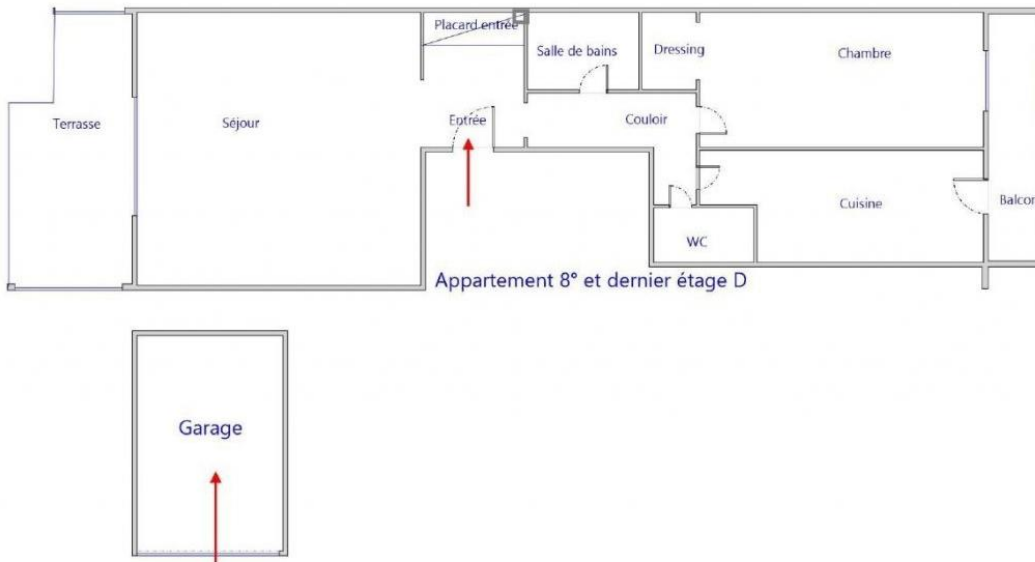 Placard entrée
Salle de bains
Dressing
Chambre
Terrasse
Séjour
Entrée
Couloir
Cuisine
Balcon
WC
Appartement 8° et dernier étage D
Garage